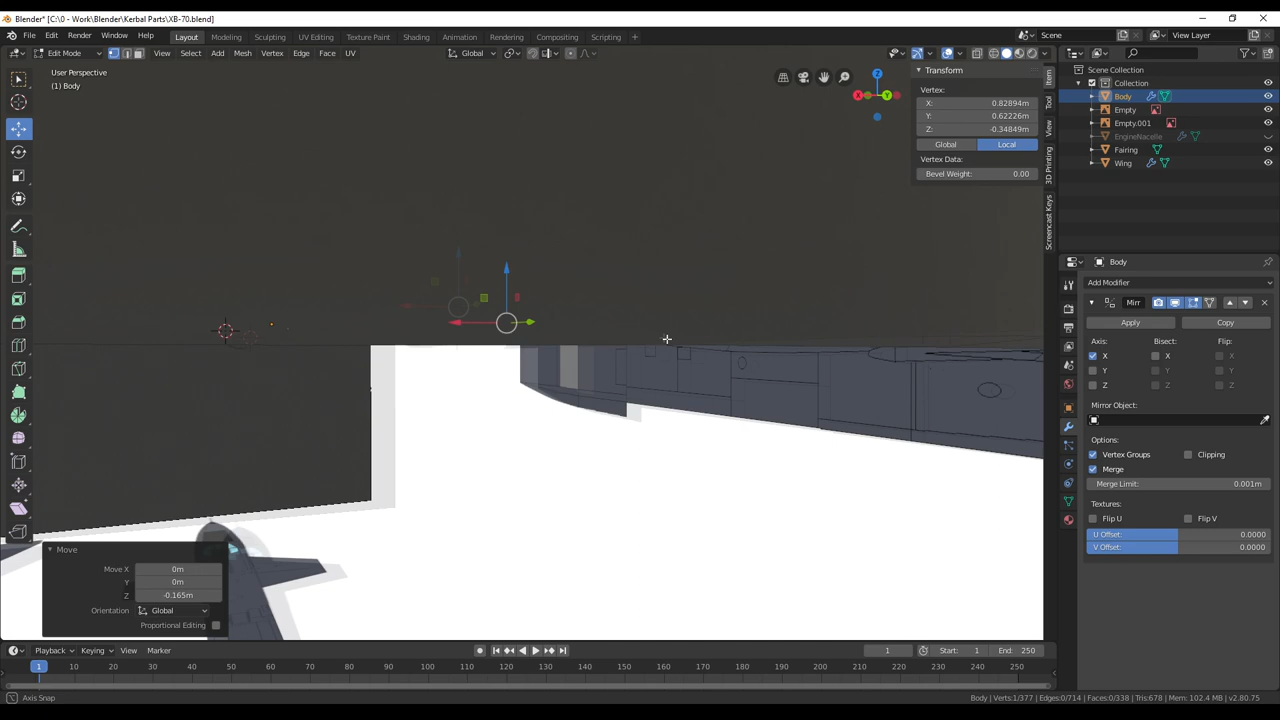 Blender* [C:\0 - Work\Blender\Kerbal Parts\XB-70.blend]
File Edit Render Window Help Layout Modeling Sculpting UV Editing Texture Paint Shading Animation Rendering Compositing Scripting Scene View Layer
Edit Mode View Select Add Mesh Vertex Edge Face UV Global
User Perspective
(1) Body
Z
X
Y
Transform
Vertex:
X: 0.82894m
Y: 0.62226m
Z: -0.34849m
Global Local
Vertex Data:
Bevel Weight: 0.00
Item
Tool
View
3D Printing
Screencast Keys
Scene Collection
Collection
Body
Empty
Empty.001
EngineNacelle
Fairing
Wing
Body
Add Modifier
Mirr
Apply Copy
Axis: Bisect: Flip:
X X X
Y Y Y
Z Z Z
Mirror Object:
Options:
Vertex Groups Clipping
Merge
Merge Limit: 0.001m
Textures:
Flip U Flip V
U Offset: 0.0000
V Offset: 0.0000
Move
Move X 0m
Y 0m
Z -0.165m
Orientation Global
Proportional Editing
Playback Keying View Marker 1 Start: 1 End: 250
1 10 20 30 40 50 60 70 80 90 100 110 120 130 140 150 160 170 180 190 200 210 220 230 240 250
Axis Snap Body | Verts:1/377 | Edges:0/714 | Faces:0/338 | Tris:678 | Mem: 102.4 MB | v2.80.75